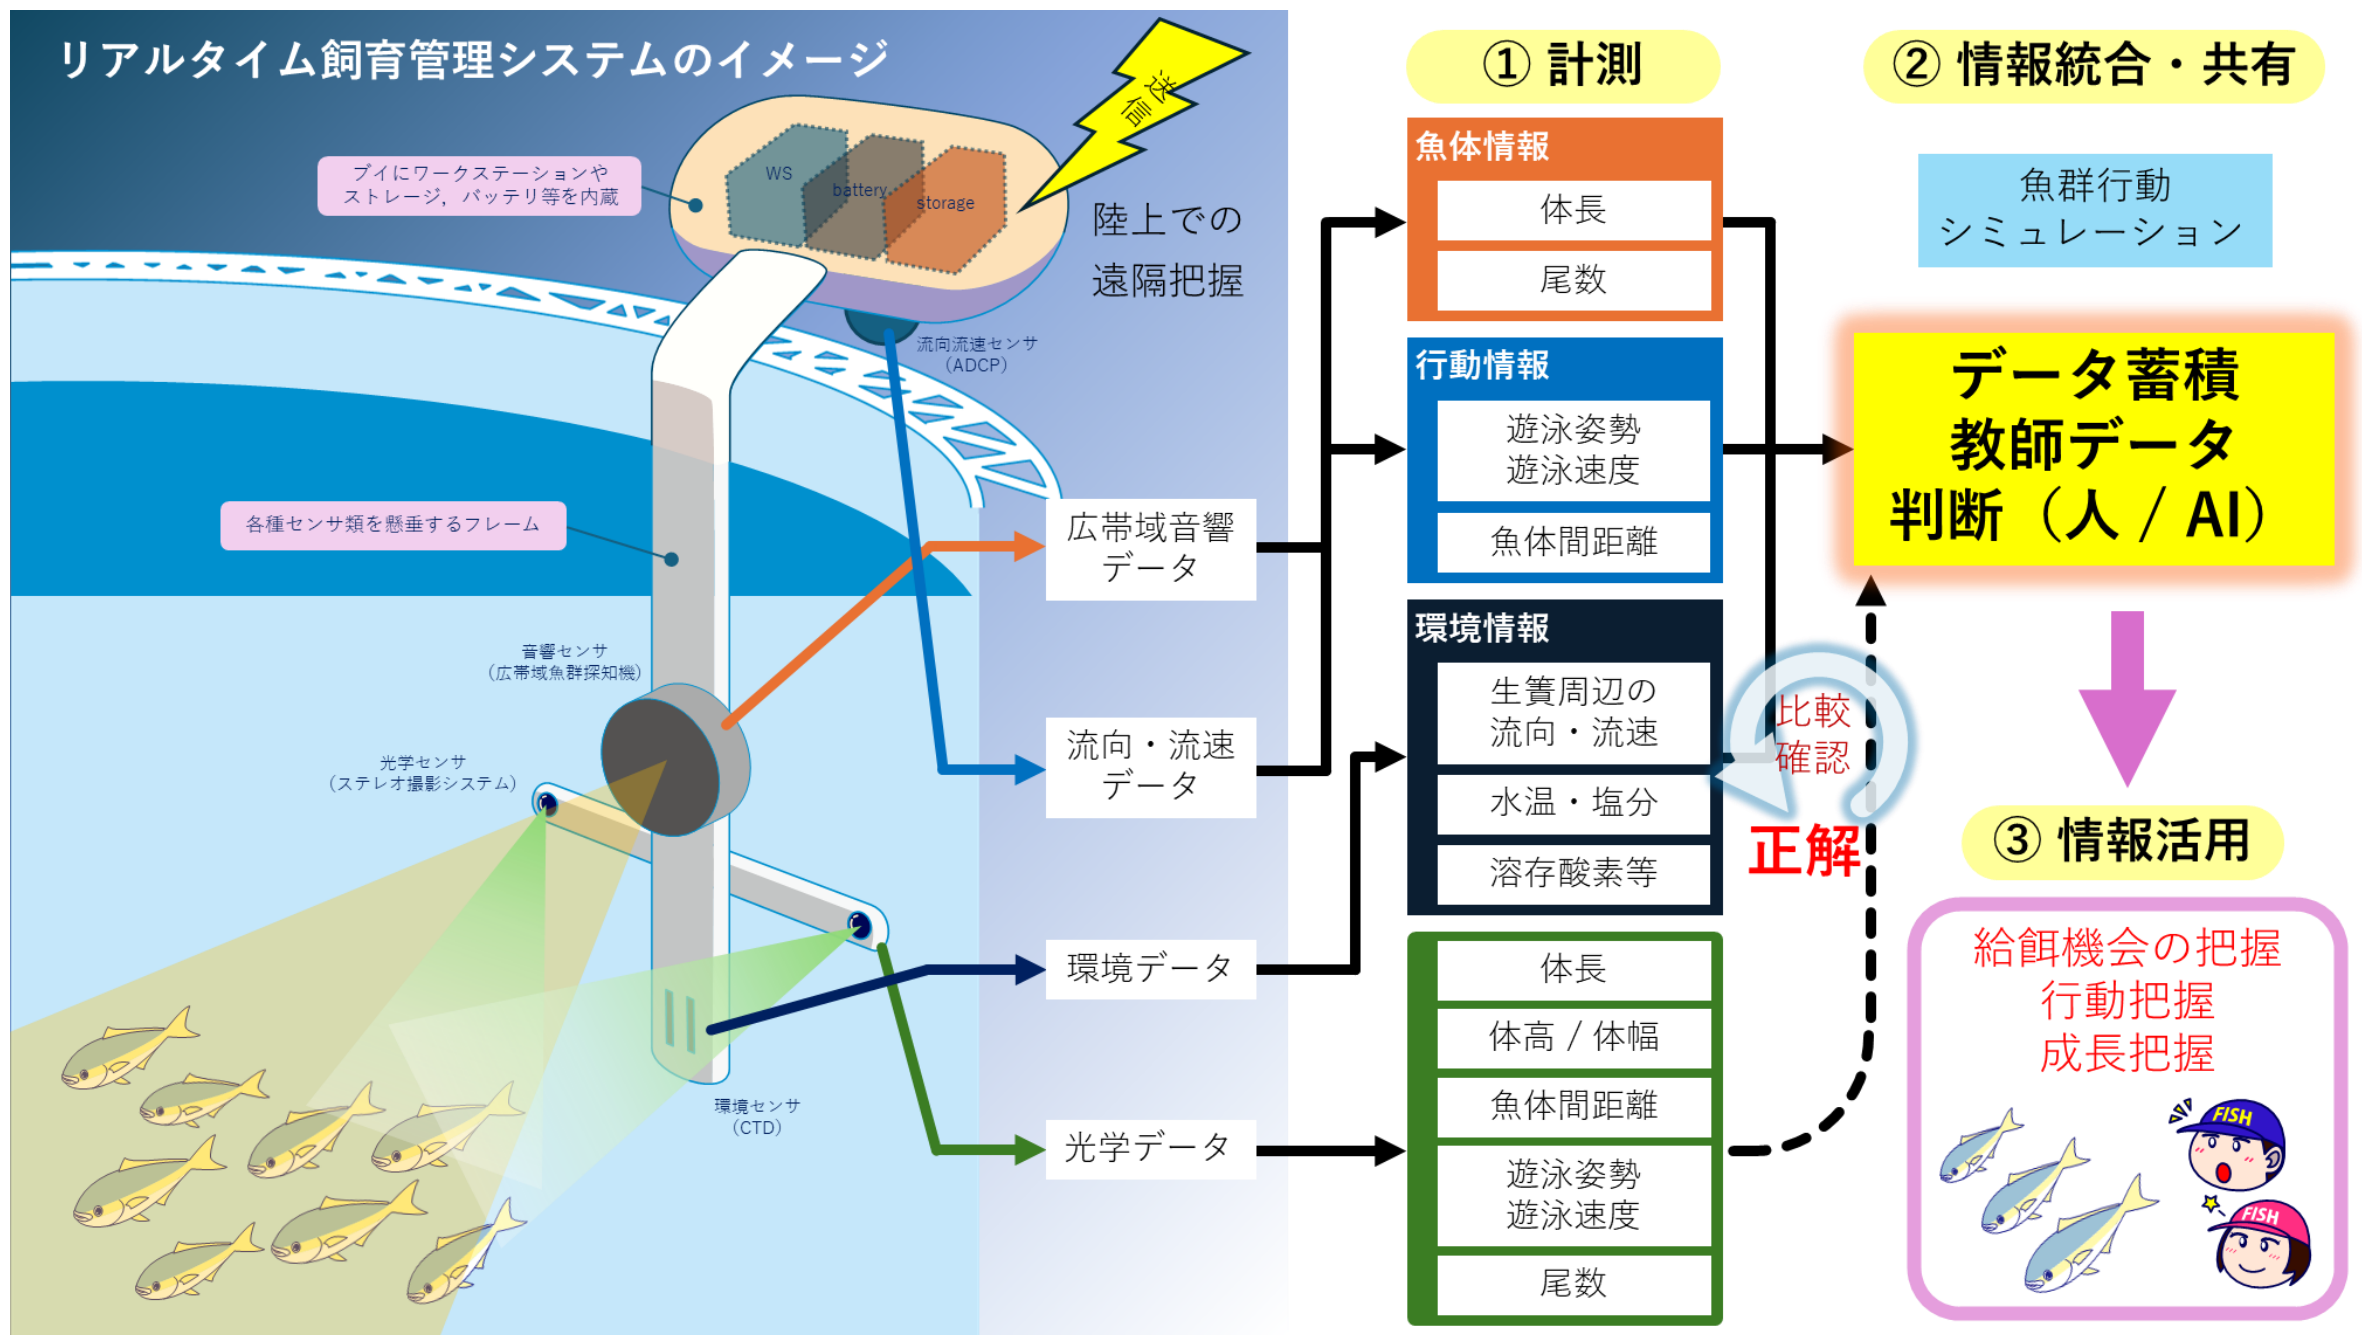 リアルタイム飼育管理システムのイメージ
送信
ブイにワークステーションや
ストレージ，バッテリ等を内蔵
WS
battery
storage
陸上での
遠隔把握
流向流速センサ
（ADCP）
各種センサ類を懸垂するフレーム
音響センサ
（広帯域魚群探知機）
光学センサ
（ステレオ撮影システム）
環境センサ
（CTD）
広帯域音響
データ
流向・流速
データ
環境データ
光学データ
① 計測
魚体情報
体長
尾数
行動情報
遊泳姿勢
遊泳速度
魚体間距離
環境情報
生簀周辺の
流向・流速
水温・塩分
溶存酸素等
体長
体高 / 体幅
魚体間距離
遊泳姿勢
遊泳速度
尾数
比較
確認
正解
② 情報統合・共有
魚群行動
シミュレーション
データ蓄積
教師データ
判断（人 / AI）
③ 情報活用
給餌機会の把握
行動把握
成長把握
FISH
FISH